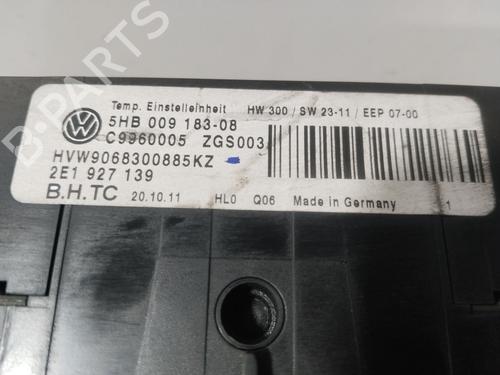 Temp. Einstelleinheit HW 300 / SW 23-11 / EEP 07-00
5HB 009 183-08
C9960005 ZGS003
HVW9068300885KZ
2E1 927 139
B.H.TC 20.10.11 HL0 Q06 Made in Germany 1
B-PARTS